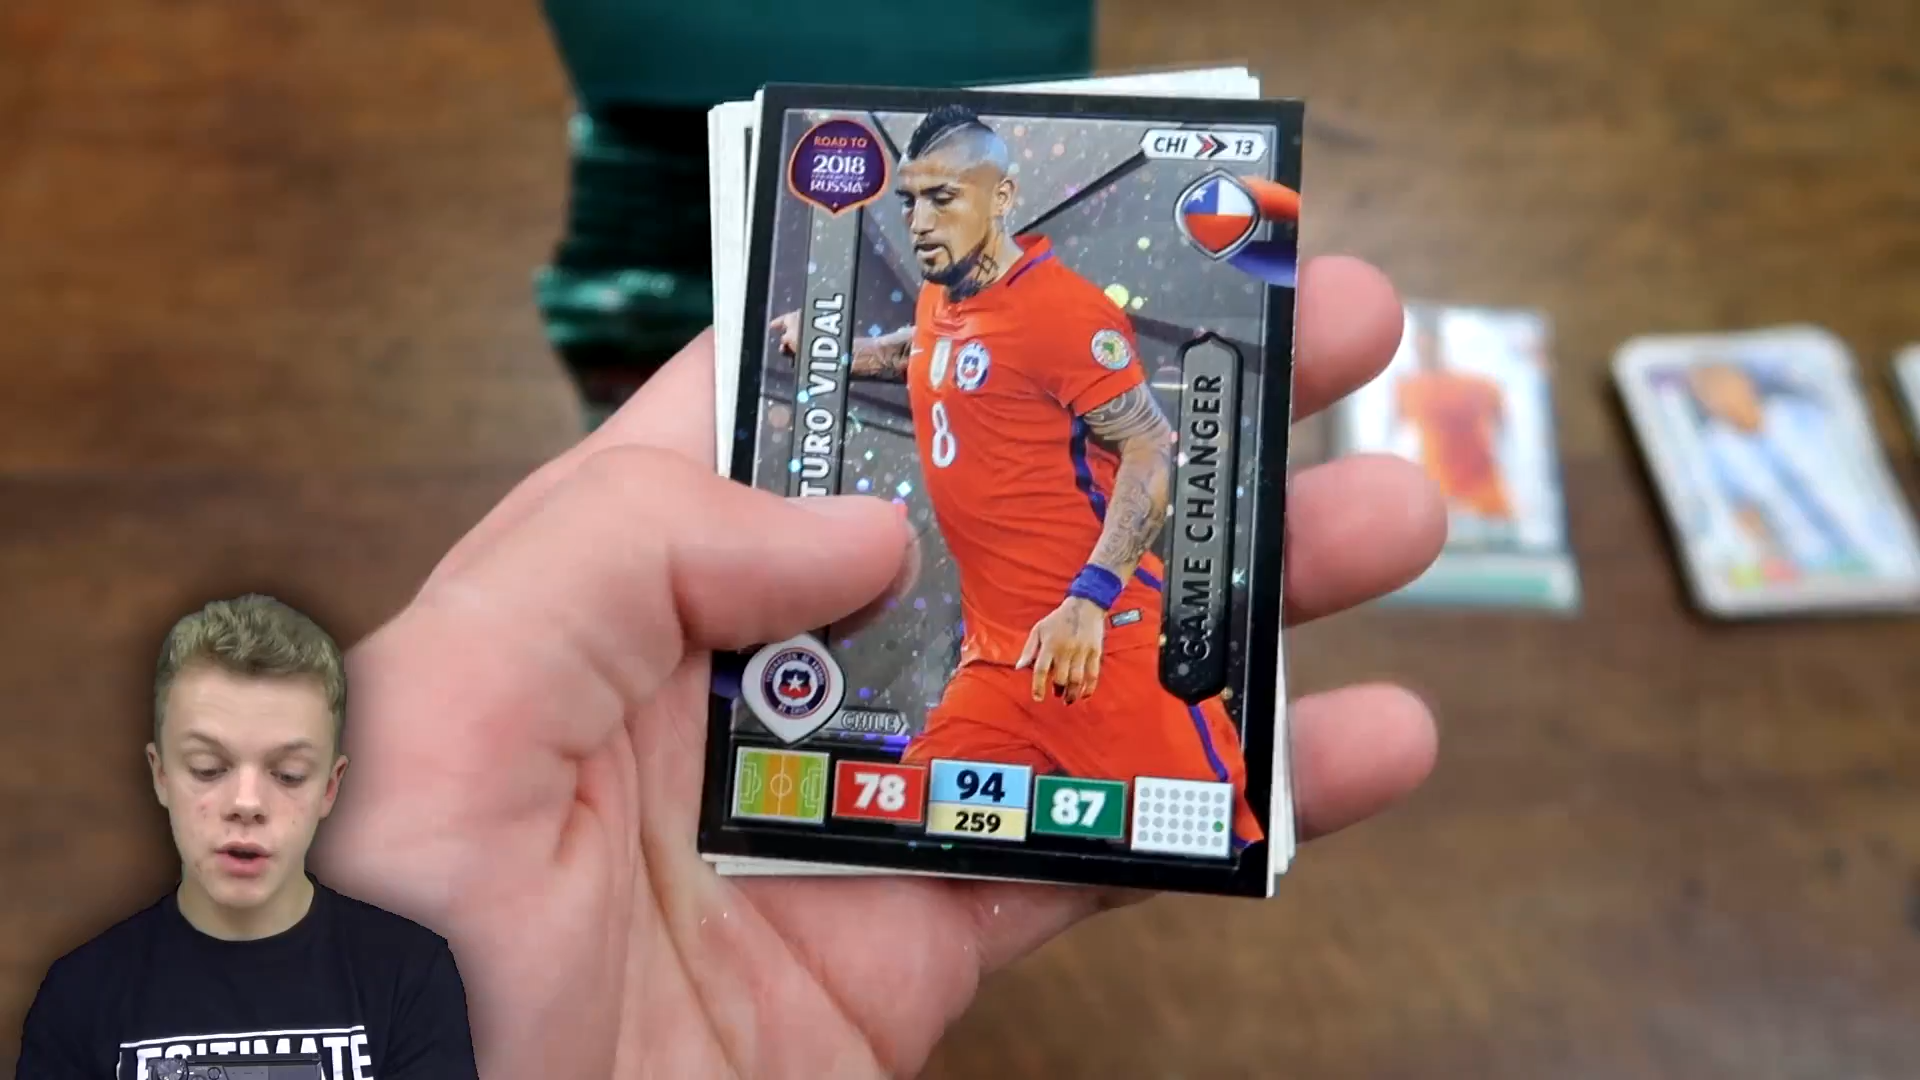 ROAD TO
2018
RUSSIA
CHI 13
TURO VIDAL
GAME CHANGER
8
CHILE
78
94
259
87